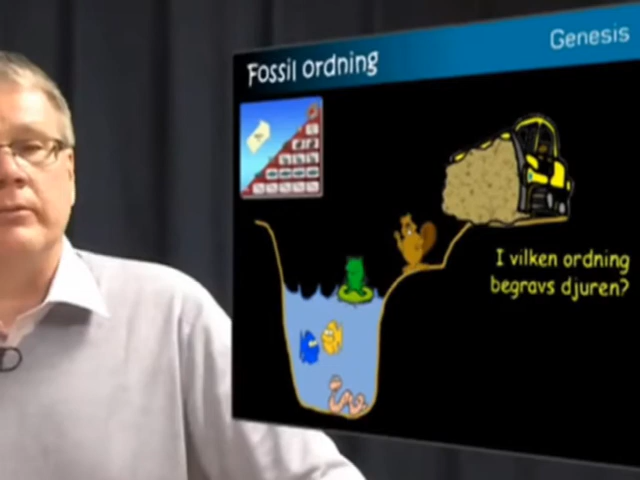 Genesis
Fossil ordning
I vilken ordning
begravs djuren?